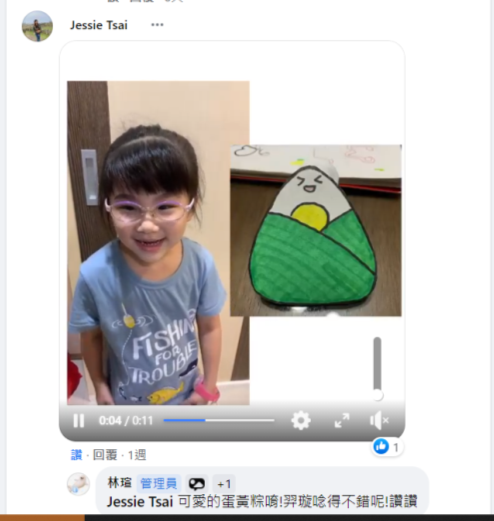 Jessie Tsai ...
FISHING
FOR
TROUBLE
0:04 / 0:11
1
讚 · 回覆 · 1週
林瑄 管理員 +1
Jessie Tsai 可愛的蛋黃粽唷!羿璇唸得不錯呢!讚讚